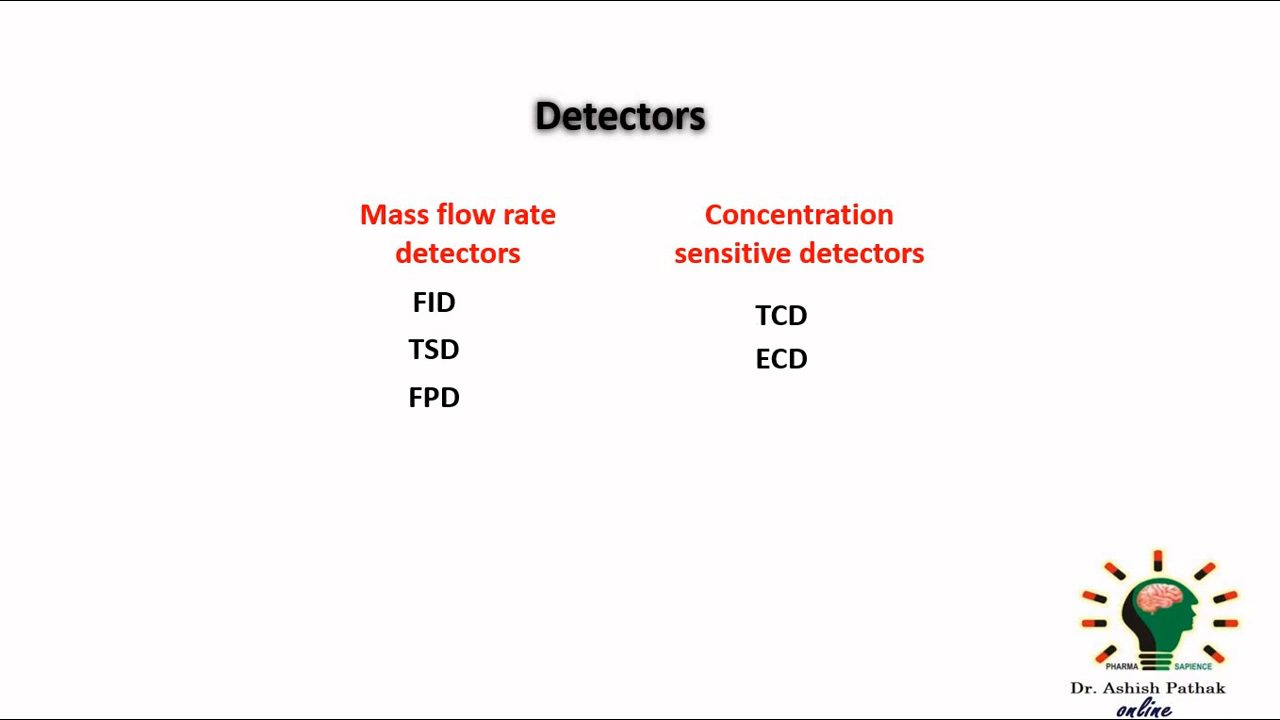 Detectors
Mass flow rate
detectors
FID
TSD
FPD
Concentration
sensitive detectors
TCD
ECD
PHARMA SAPIENCE
Dr. Ashish Pathak
online